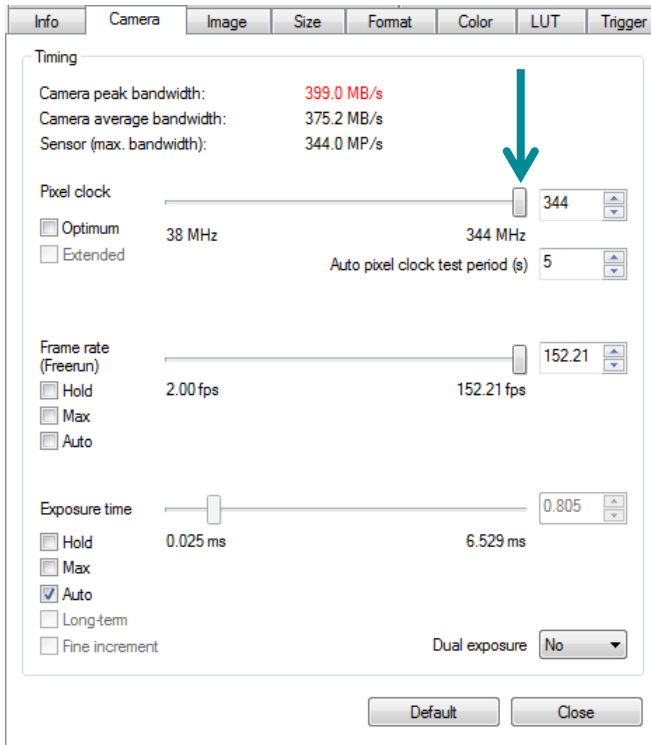 Info Camera Image Size Format Color LUT Trigger
Timing
Camera peak bandwidth: 399.0 MB/s
Camera average bandwidth: 375.2 MB/s
Sensor (max. bandwidth): 344.0 MP/s
Pixel clock 344
Optimum 38 MHz 344 MHz
Extended Auto pixel clock test period (s) 5
Frame rate
(Freerun) 152.21
Hold 2.00 fps 152.21 fps
Max
Auto
Exposure time 0.805
Hold 0.025 ms 6.529 ms
Max
Auto
Long-term
Fine increment Dual exposure No
Default Close